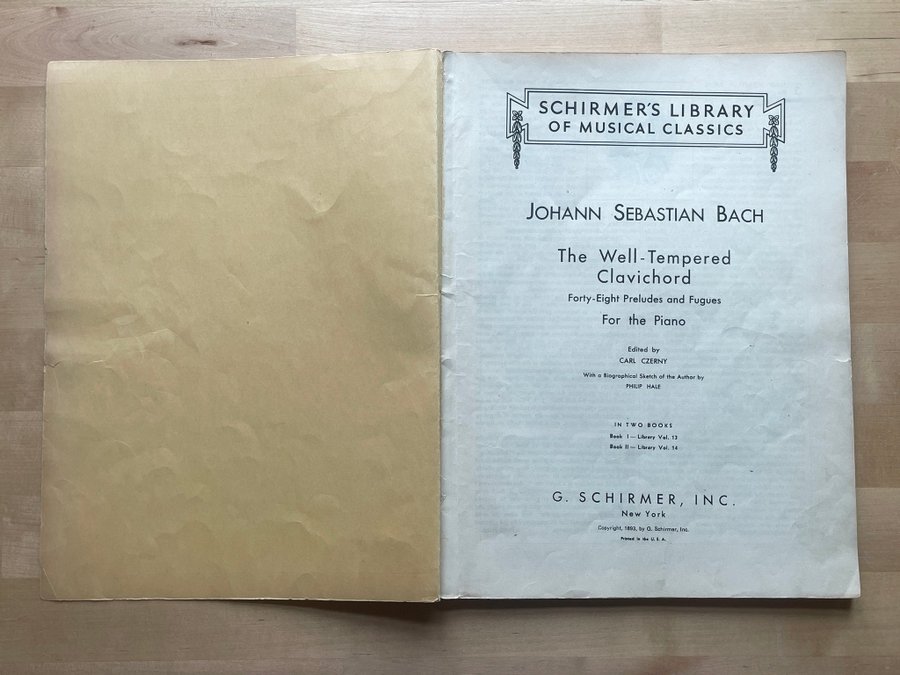 SCHIRMER'S LIBRARY
OF MUSICAL CLASSICS
JOHANN SEBASTIAN BACH
The Well-Tempered
Clavichord
Forty-Eight Preludes and Fugues
For the Piano
Edited by
CARL CZERNY
With a Biographical Sketch of the Author by
PHILIP HALE
IN TWO BOOKS
Book I — Library Vol. 13
Book II — Library Vol. 14
G. SCHIRMER, INC.
New York
Copyright, 1893, by G. Schirmer, Inc.
Printed in the U. S. A.